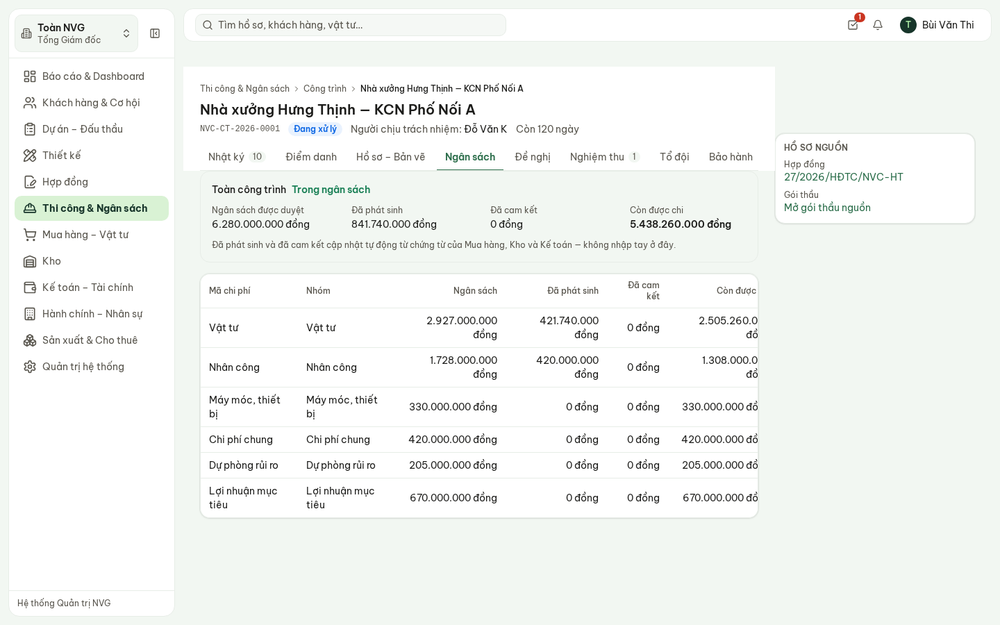 Toàn NVG
Tổng Giám đốc
Tìm hồ sơ, khách hàng, vật tư...
1
T
Bùi Văn Thi
Báo cáo & Dashboard
Khách hàng & Cơ hội
Dự án – Đấu thầu
Thiết kế
Hợp đồng
Thi công & Ngân sách
Mua hàng – Vật tư
Kho
Kế toán – Tài chính
Hành chính – Nhân sự
Sản xuất & Cho thuê
Quản trị hệ thống
Hệ thống Quản trị NVG
Thi công & Ngân sách > Công trình > Nhà xưởng Hưng Thịnh — KCN Phố Nối A
Nhà xưởng Hưng Thịnh — KCN Phố Nối A
NVC-CT-2026-0001 Đang xử lý Người chịu trách nhiệm: Đỗ Văn K Còn 120 ngày
Nhật ký 10 Điểm danh Hồ sơ – Bản vẽ Ngân sách Đề nghị Nghiệm thu 1 Tổ đội Bảo hành
Toàn công trình Trong ngân sách
Ngân sách được duyệt Đã phát sinh Đã cam kết Còn được chi
6.280.000.000 đồng 841.740.000 đồng 0 đồng 5.438.260.000 đồng
Đã phát sinh và đã cam kết cập nhật tự động từ chứng từ của Mua hàng, Kho và Kế toán — không nhập tay ở đây.
Mã chi phí Nhóm Ngân sách Đã phát sinh Đã cam kết Còn được
Vật tư Vật tư 2.927.000.000 đồng 421.740.000 đồng 0 đồng 2.505.260.0 đồ
Nhân công Nhân công 1.728.000.000 đồng 420.000.000 đồng 0 đồng 1.308.000.0 đồ
Máy móc, thiết bị Máy móc, thiết bị 330.000.000 đồng 0 đồng 0 đồng 330.000.000 đồ
Chi phí chung Chi phí chung 420.000.000 đồng 0 đồng 0 đồng 420.000.000 đồ
Dự phòng rủi ro Dự phòng rủi ro 205.000.000 đồng 0 đồng 0 đồng 205.000.000 đồ
Lợi nhuận mục tiêu Lợi nhuận mục tiêu 670.000.000 đồng 0 đồng 0 đồng 670.000.000 đồ
HỒ SƠ NGUỒN
Hợp đồng
27/2026/HĐTC/NVC-HT
Gói thầu
Mở gói thầu nguồn